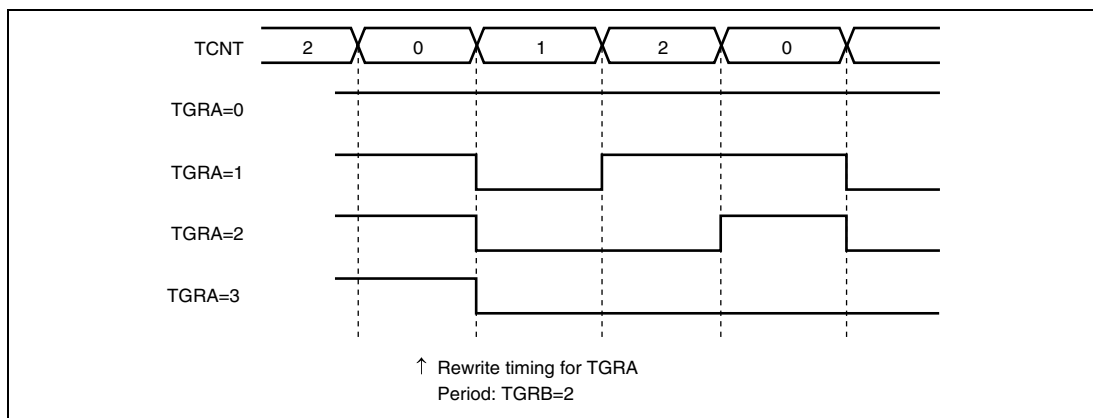 TCNT 2 0 1 2 0
TGRA=0
TGRA=1
TGRA=2
TGRA=3
↑ Rewrite timing for TGRA
Period: TGRB=2